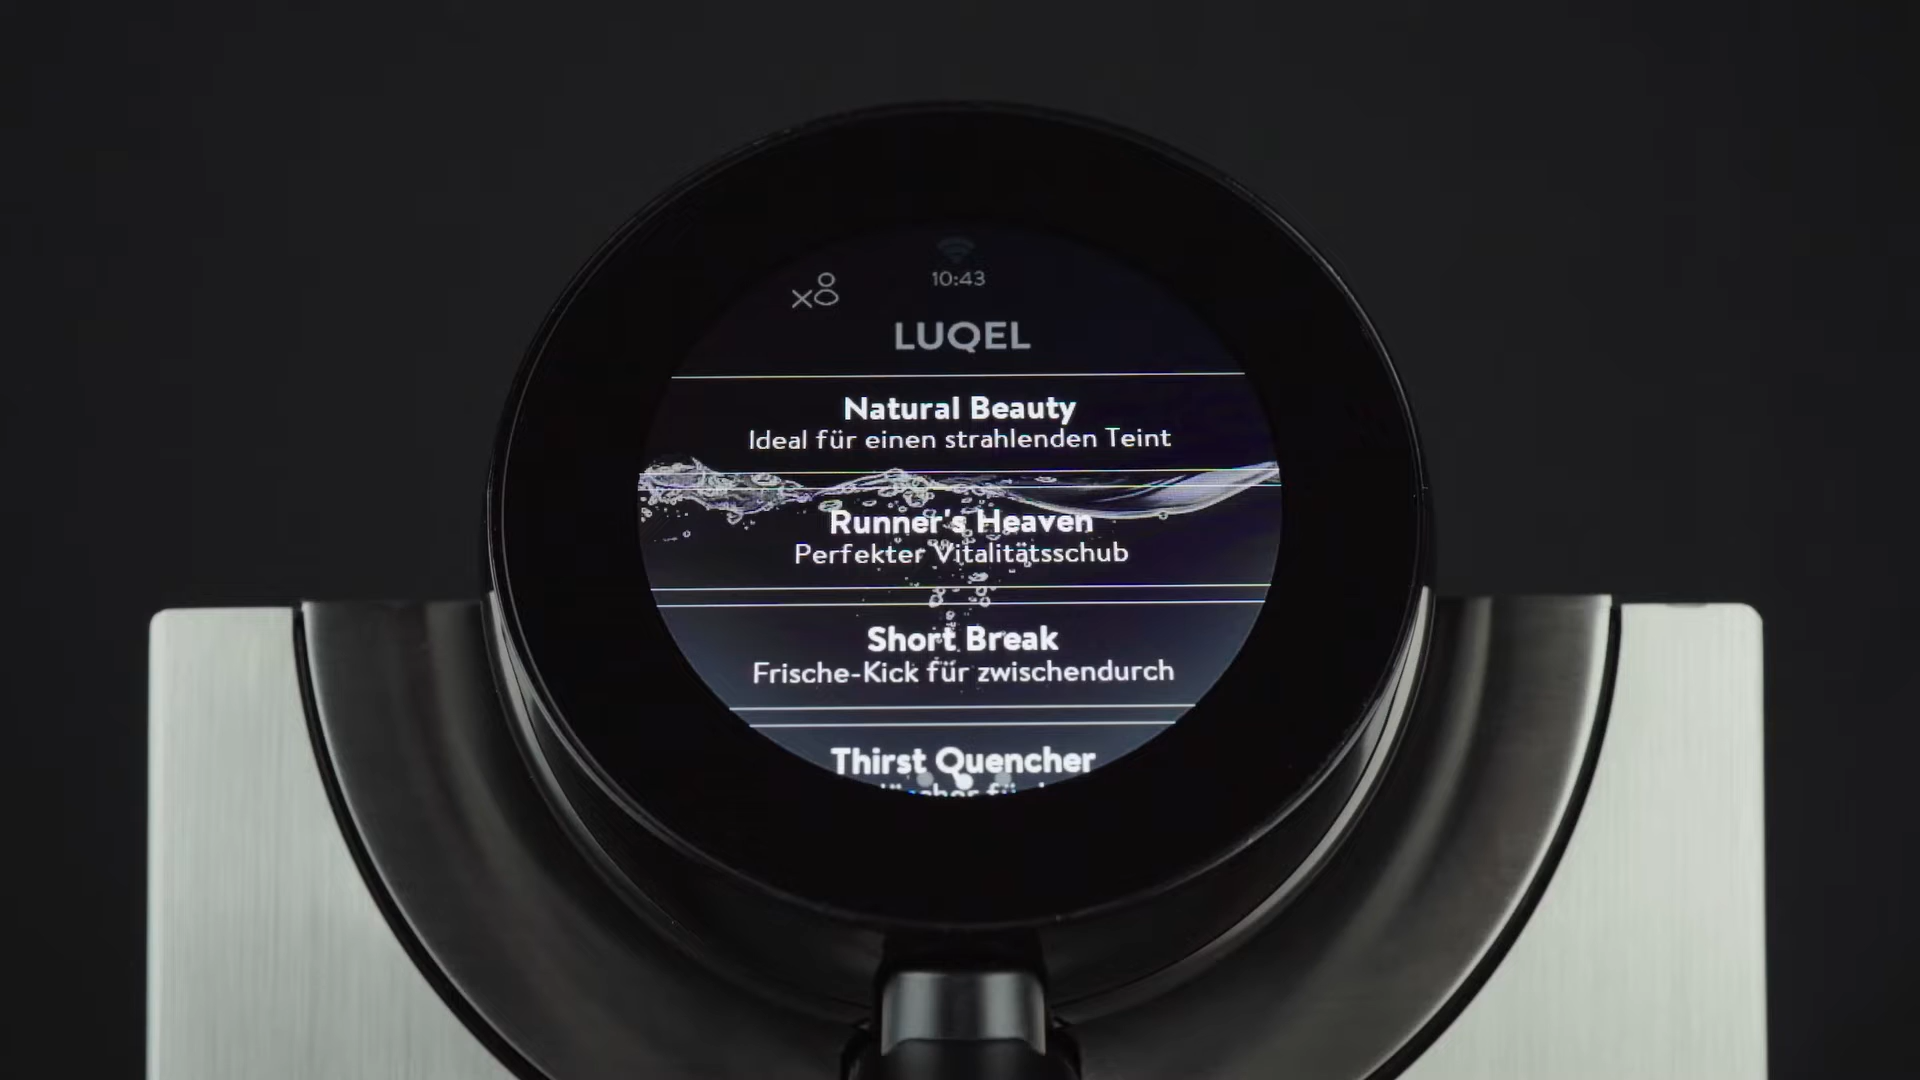 10:43
LUQEL
Natural Beauty
Ideal für einen strahlenden Teint
Runner's Heaven
Perfekter Vitalitätsschub
Short Break
Frische-Kick für zwischendurch
Thirst Quencher